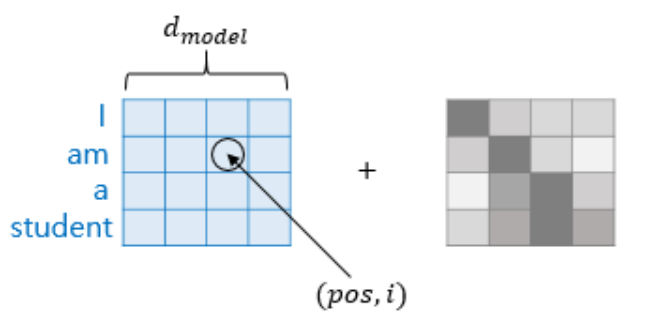 d_model
I
am
a
student
+
(pos, i)